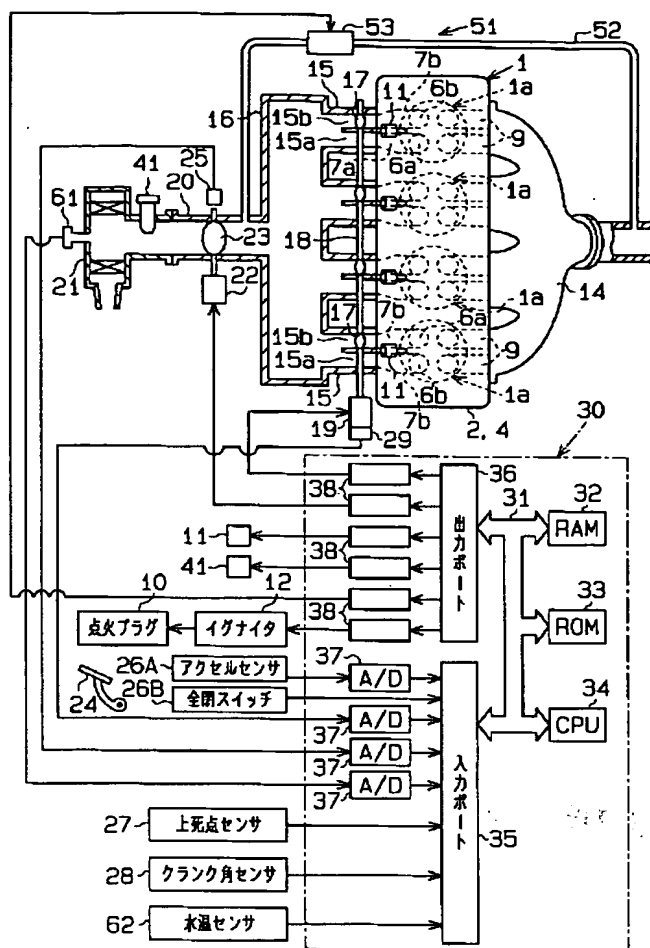 53
51
52
7b
6b
1
1a
15
17
11
16
15b
9
15a
7a
6a
1a
41
25
20
61
18
23
21
22
7b
6a
1a
14
17
15b
9
15a
11
15
6b
1a
7b
2, 4
19
29
30
36
31
32
38
RAM
11
38
出力ポート
41
33
10
12
38
ROM
点火プラグ
イグナイタ
26A
アクセルセンサ
37
A/D
34
24
26B
全閉スイッチ
CPU
37
A/D
37
A/D
37
A/D
入力ポート
27
上死点センサ
35
28
クランク角センサ
62
水温センサ